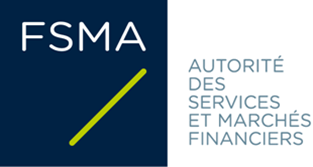 FSMA
AUTORITÉ
DES
SERVICES
ET MARCHÉS
FINANCIERS